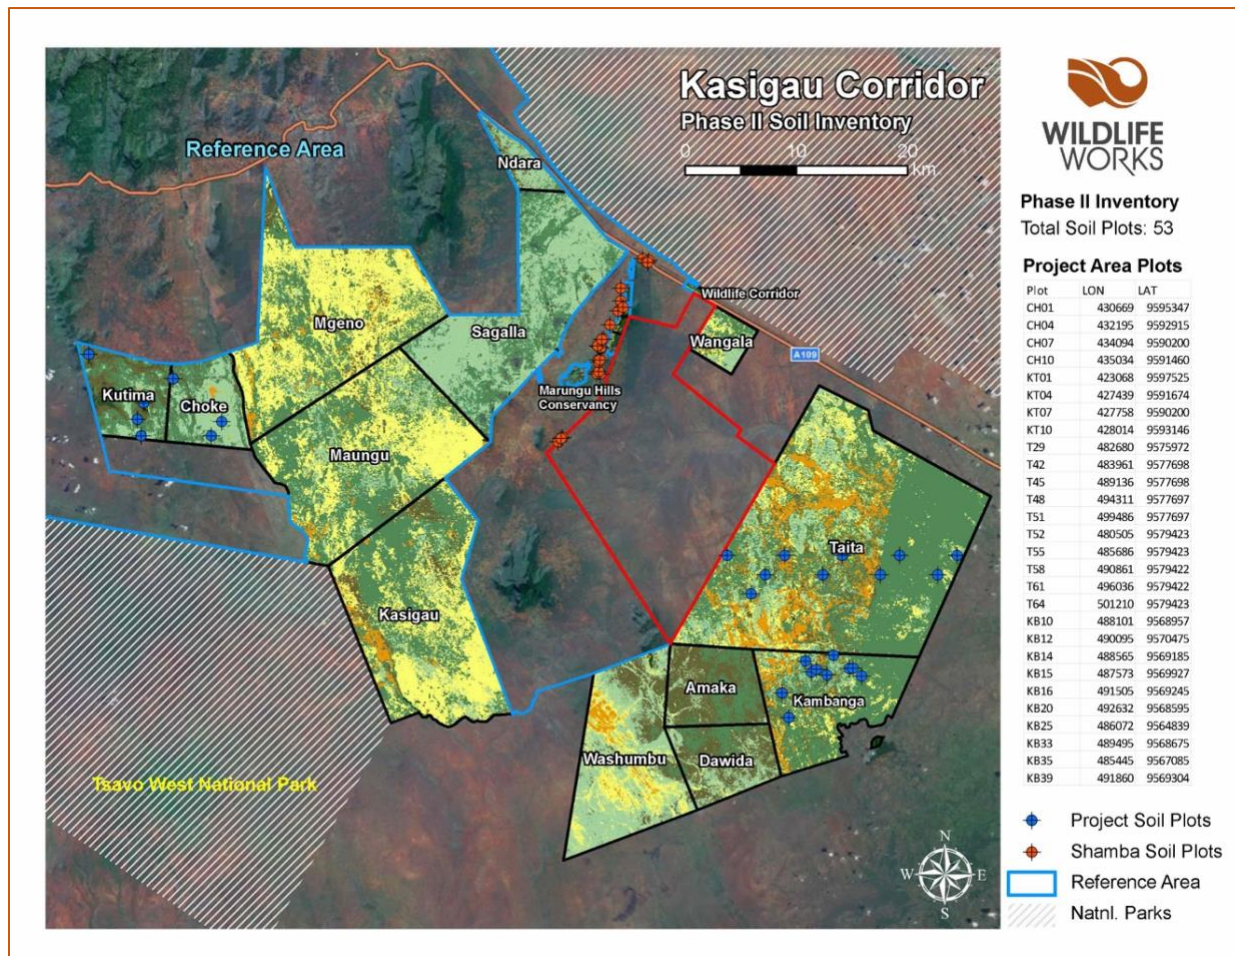 Kasigau Corridor
Phase II Soil Inventory
0 10 20
km
Reference Area
Ndara
Mgeno
Sagalla
Wildlife Corridor
Wangala
A109
Kutima
Choke
Marungu Hills
Conservancy
Maungu
Taita
Kasigau
Amaka
Kambanga
Washumbu
Dawida
Tsavo West National Park
N
W E
S
WILDLIFE
WORKS
Phase II Inventory
Total Soil Plots: 53
Project Area Plots
Plot LON LAT
CH01 430669 9595347
CH04 432195 9592915
CH07 434094 9590200
CH10 435034 9591460
KT01 423068 9597525
KT04 427439 9591674
KT07 427758 9590200
KT10 428014 9593146
T29 482680 9575972
T42 483961 9577698
T45 489136 9577698
T48 494311 9577697
T51 499486 9577697
T52 480505 9579423
T55 485686 9579423
T58 490861 9579422
T61 496036 9579422
T64 501210 9579423
KB10 488101 9568957
KB12 490095 9570475
KB14 488565 9569185
KB15 487573 9569927
KB16 491505 9569245
KB20 492632 9568595
KB25 486072 9564839
KB33 489495 9568675
KB35 485445 9567085
KB39 491860 9569304
Project Soil Plots
Shamba Soil Plots
Reference Area
Natnl. Parks